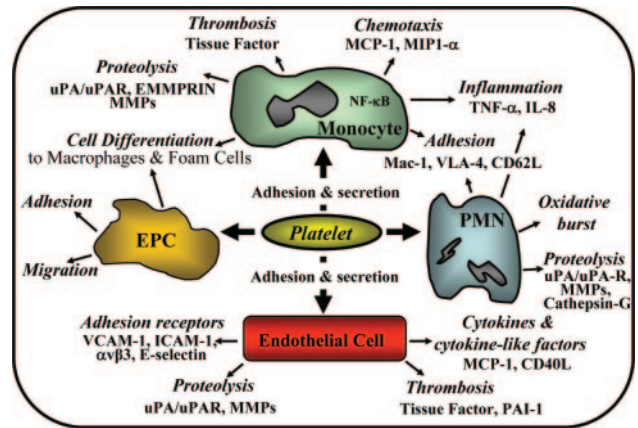 Thrombosis
Tissue Factor
Chemotaxis
MCP-1, MIP1-α
Proteolysis
uPA/uPAR, EMMPRIN
MMPs
NF-κB
Monocyte
Inflammation
TNF-α, IL-8
Cell Differentiation
to Macrophages & Foam Cells
Adhesion
Mac-1, VLA-4, CD62L
Adhesion & secretion
Adhesion
EPC
Migration
Platelet
PMN
Oxidative
burst
Proteolysis
uPA/uPA-R,
MMPs,
Cathepsin-G
Adhesion & secretion
Adhesion receptors
VCAM-1, ICAM-1,
αvβ3, E-selectin
Endothelial Cell
Cytokines &
cytokine-like factors
MCP-1, CD40L
Proteolysis
uPA/uPAR, MMPs
Thrombosis
Tissue Factor, PAI-1